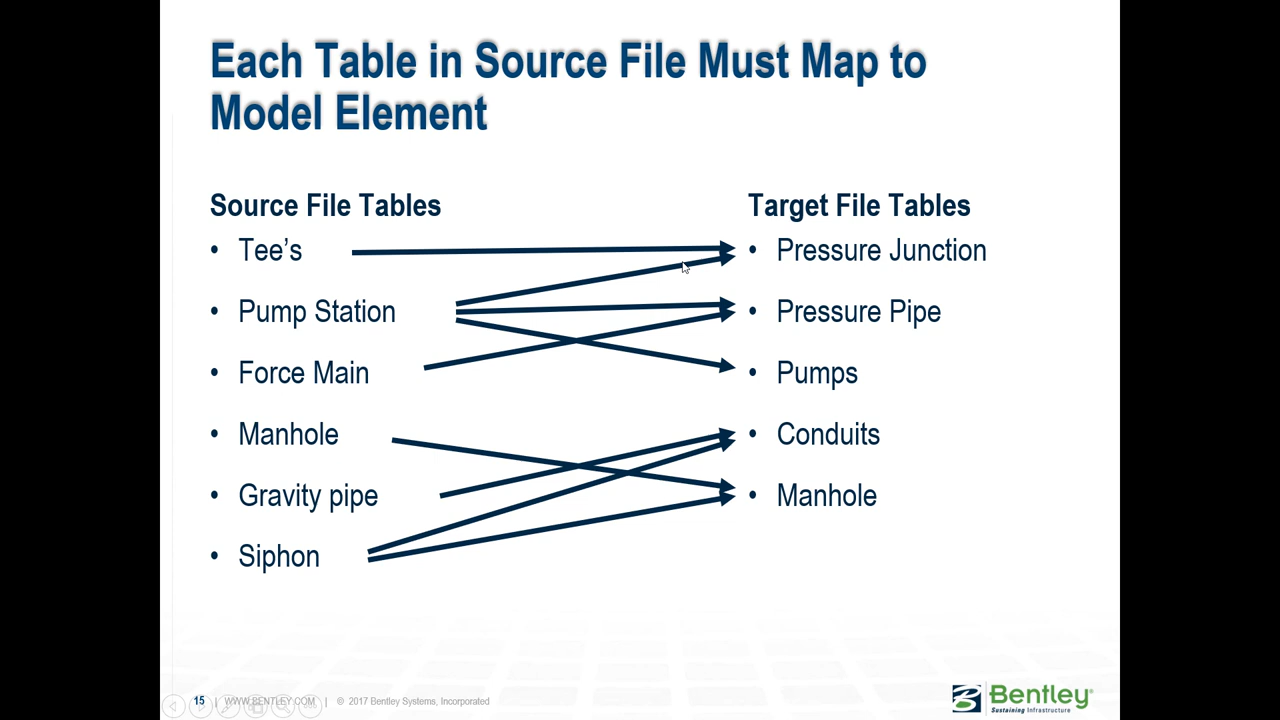 Each Table in Source File Must Map to
Model Element
Source File Tables
• Tee's
• Pump Station
• Force Main
• Manhole
• Gravity pipe
• Siphon
Target File Tables
• Pressure Junction
• Pressure Pipe
• Pumps
• Conduits
• Manhole
15 | WWW.BENTLEY.COM | © 2017 Bentley Systems, Incorporated
Bentley®
Sustaining Infrastructure